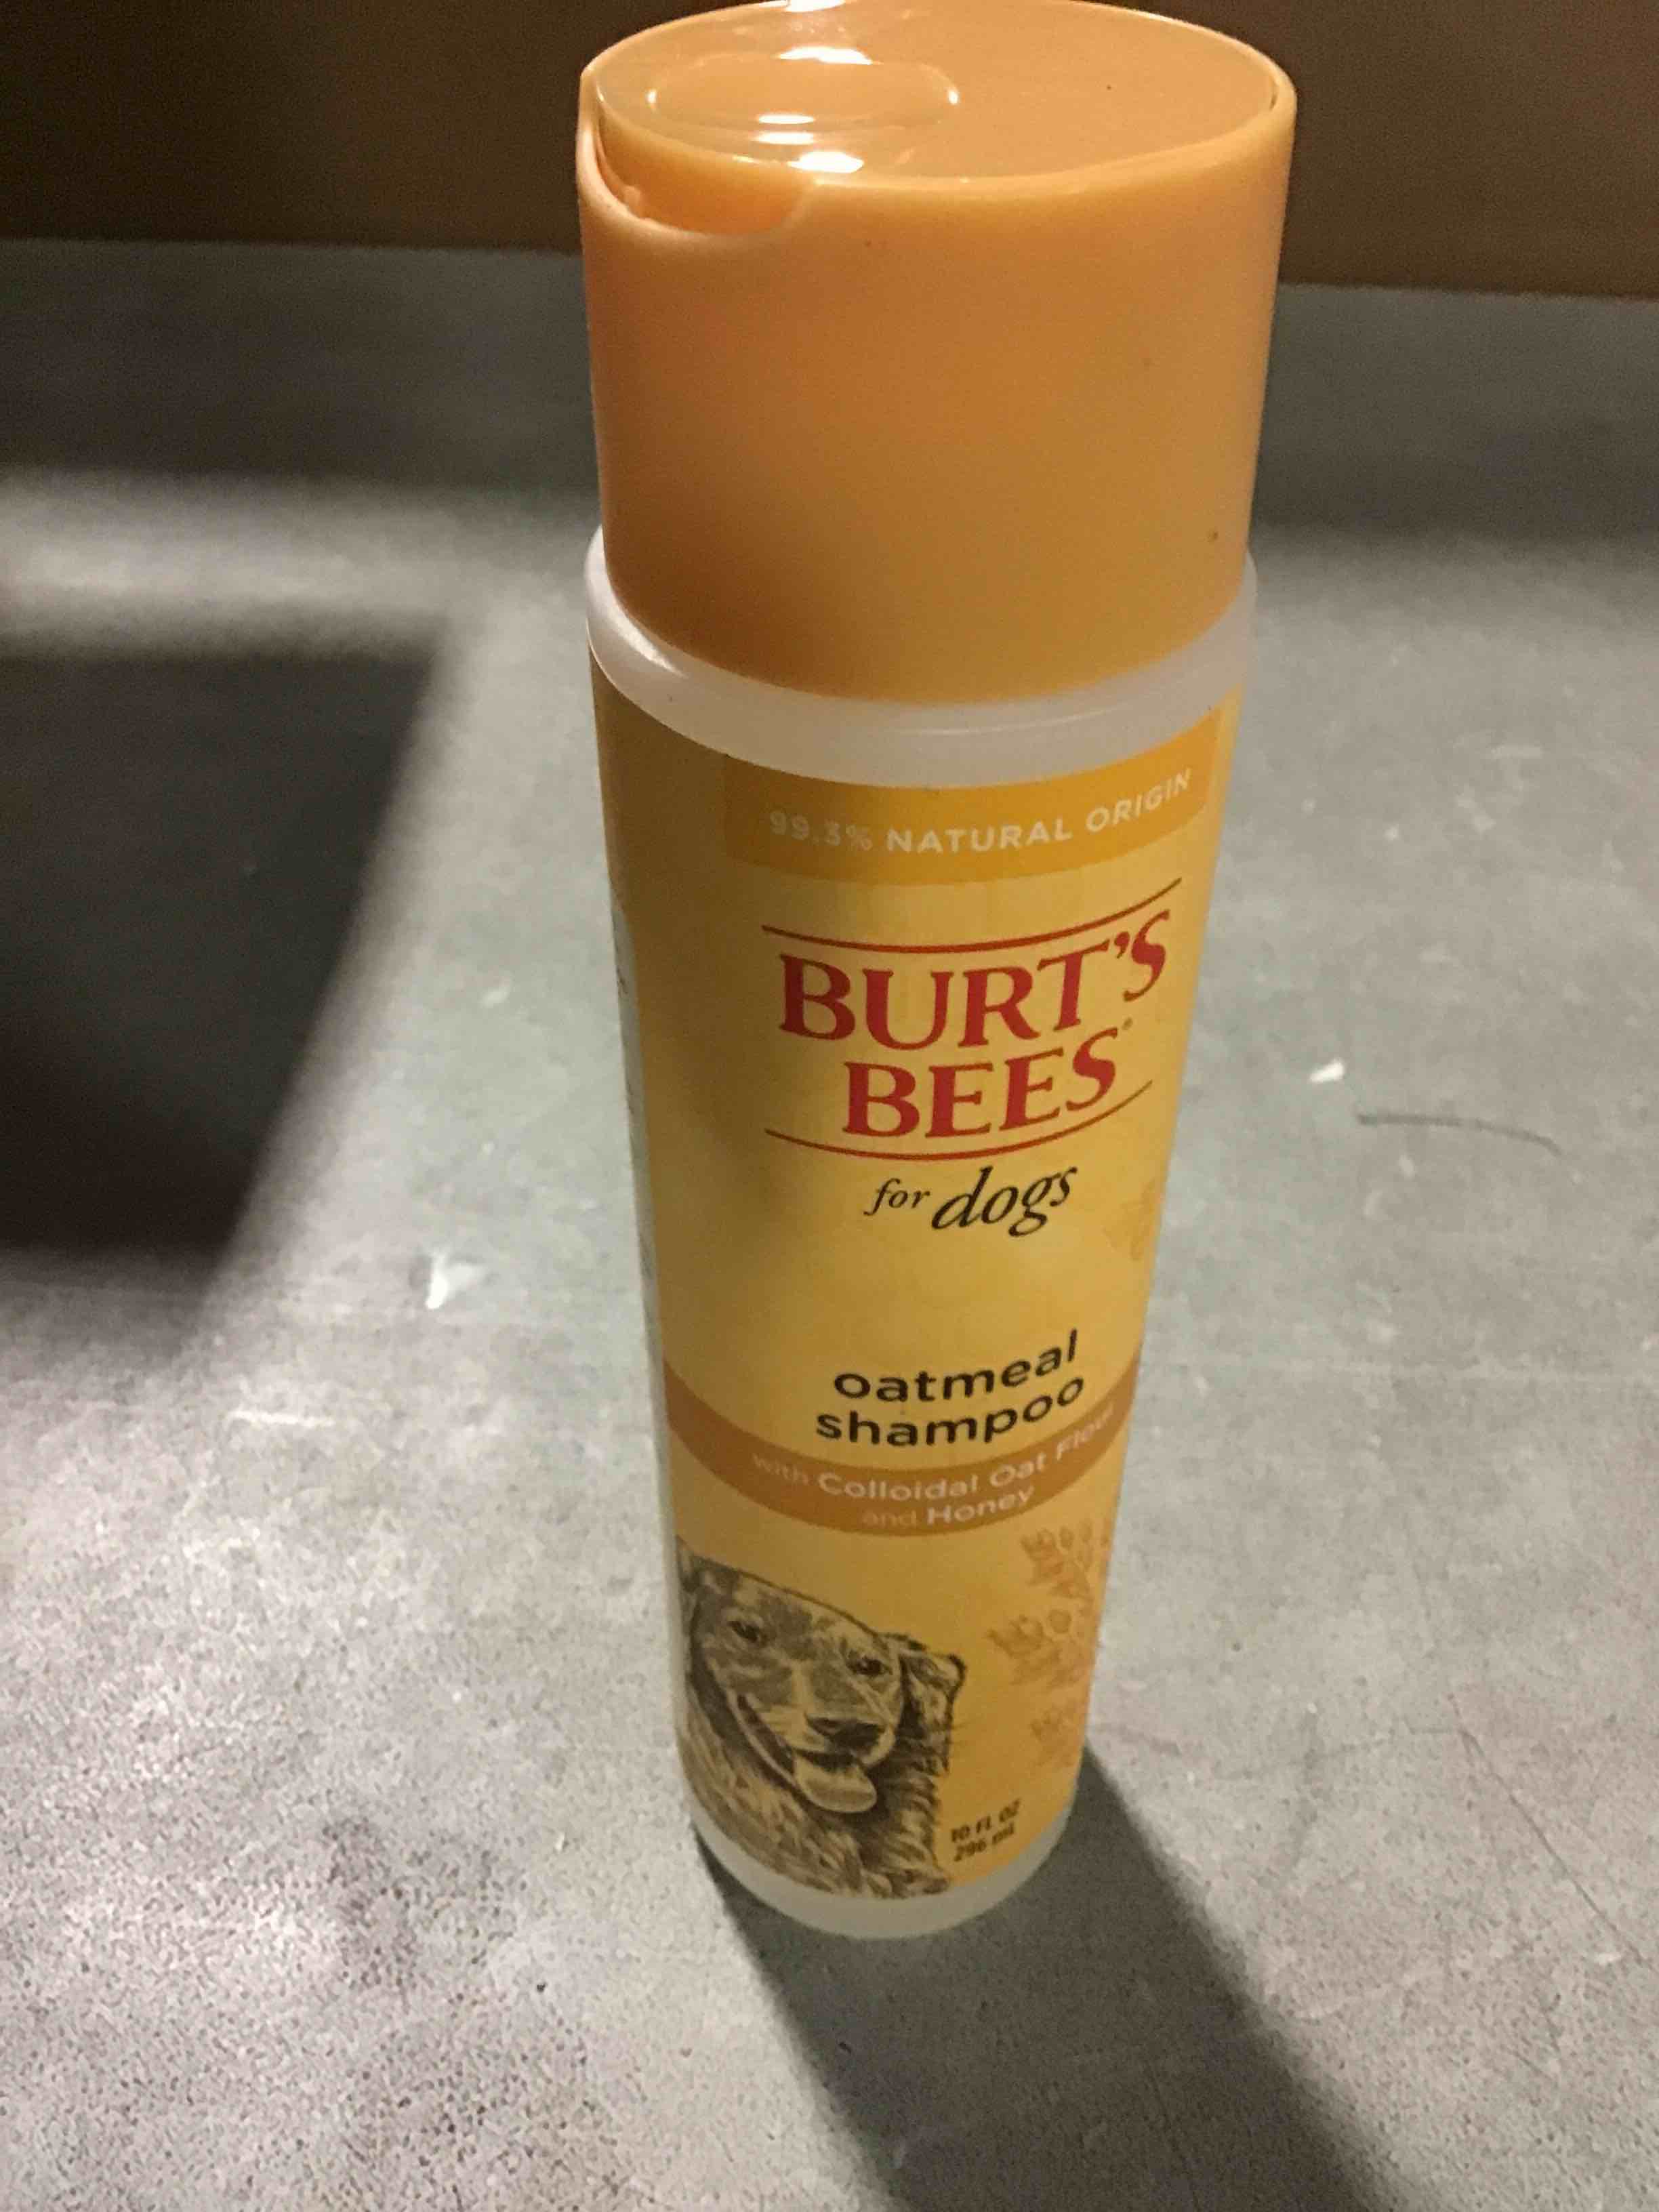 99.3% NATURAL ORIGIN
BURT'S
BEES®
for dogs
oatmeal
shampoo
with Colloidal Oat Flour
and Honey
10 FL OZ
296 mL